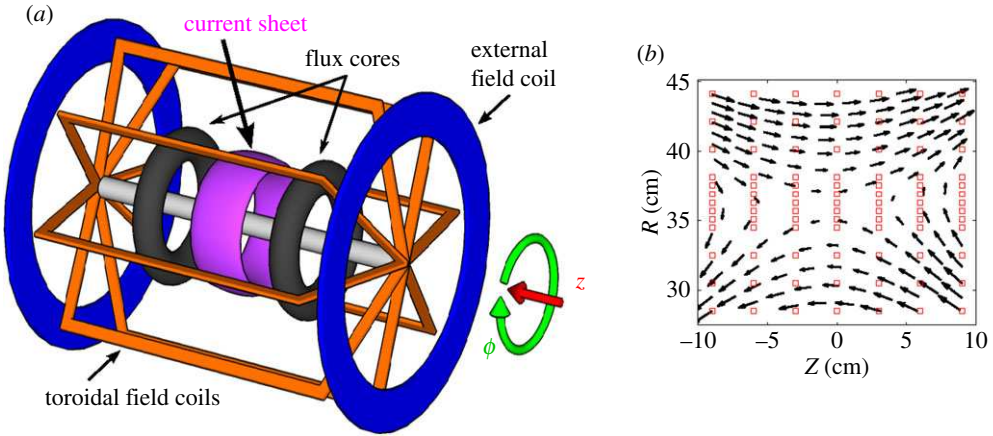 (a)
current sheet
flux cores
external
field coil
z
ϕ
toroidal field coils
(b)
45
40
35
30
R (cm)
–10
–5
0
5
10
Z (cm)